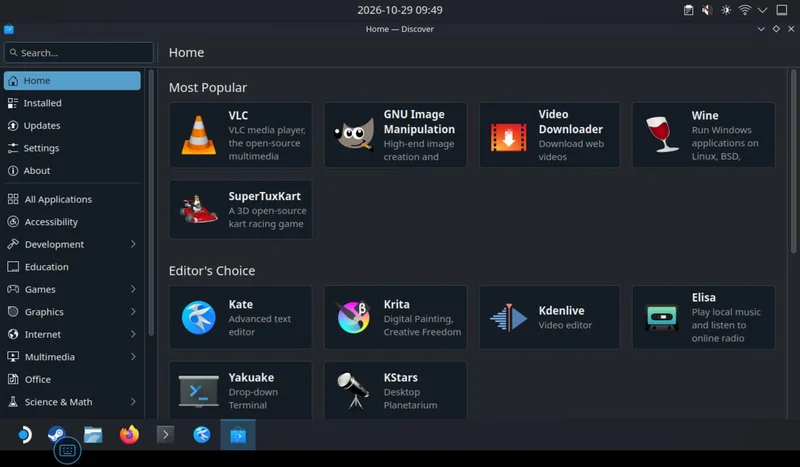 2026-10-29 09:49
Home — Discover
Search...
Home
Home
Installed
Updates
Settings
About
All Applications
Accessibility
Development
Education
Games
Graphics
Internet
Multimedia
Office
Science & Math
Most Popular
VLC
VLC media player,
the open-source
multimedia
GNU Image
Manipulation
High-end image
creation and
Video
Downloader
Download web
videos
Wine
Run Windows
applications on
Linux, BSD,
SuperTuxKart
A 3D open-source
kart racing game
Editor's Choice
Kate
Advanced text
editor
Krita
Digital Painting,
Creative Freedom
Kdenlive
Video editor
Elisa
Play local music
and listen to
online radio
Yakuake
Drop-down
Terminal
KStars
Desktop
Planetarium